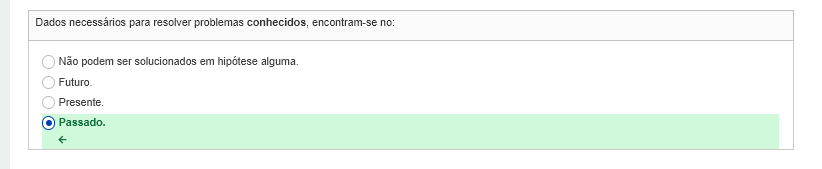 Dados necessários para resolver problemas conhecidos, encontram-se no:
Não podem ser solucionados em hipótese alguma.
Futuro.
Presente.
Passado.
←